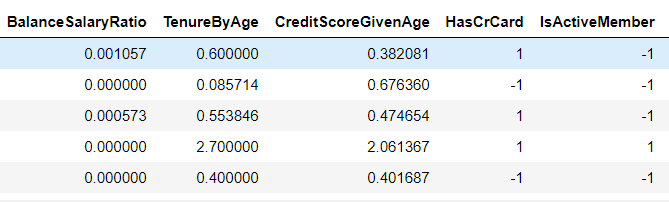 BalanceSalaryRatio TenureByAge CreditScoreGivenAge HasCrCard IsActiveMember
0.001057 0.600000 0.382081 1 -1
0.000000 0.085714 0.676360 -1 -1
0.000573 0.553846 0.474654 1 -1
0.000000 2.700000 2.061367 1 1
0.000000 0.400000 0.401687 -1 -1